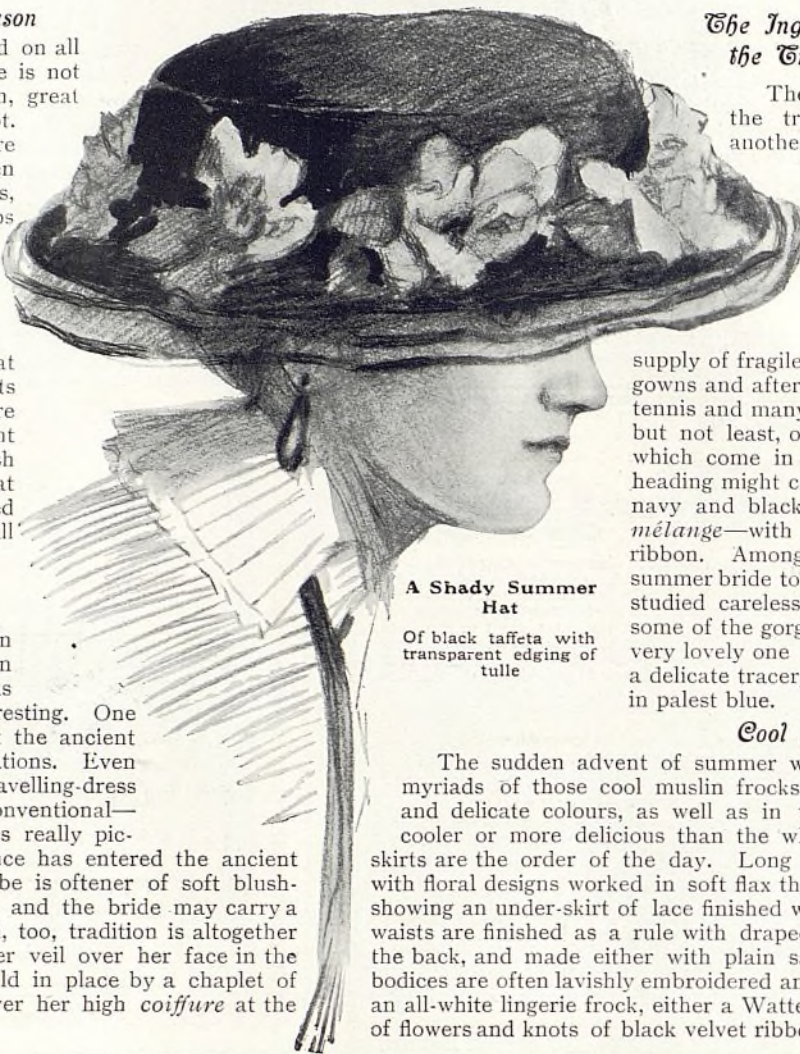 son
d on all
e is not
n, great
ot.
re
en
s,
os
at
ts
re
nt
sh
at
ed
ll
n
n
is
resting. One
the ancient
tions. Even
avelling-dress
onventional—
s really pic-
ce has entered the ancient
be is oftener of soft blush-
and the bride may carry a
, too, tradition is altogether
er veil over her face in the
ld in place by a chaplet of
er her high coiffure at the
A Shady Summer
Hat
Of black taffeta with
transparent edging of
tulle
The Ing
the T
The
the tr
another
supply of fragile
gowns and after
tennis and many
but not least, o
which come in
heading might c
navy and black
mélange—with
ribbon. Among
summer bride to
studied careless
some of the gorg
very lovely one
a delicate tracer
in palest blue.
Cool
The sudden advent of summer w
myriads of those cool muslin frocks
and delicate colours, as well as in
cooler or more delicious than the w
skirts are the order of the day. Long
with floral designs worked in soft flax th
showing an under-skirt of lace finished w
waists are finished as a rule with drape
the back, and made either with plain s
bodices are often lavishly embroidered an
an all-white lingerie frock, either a Watte
of flowers and knots of black velvet ribbo